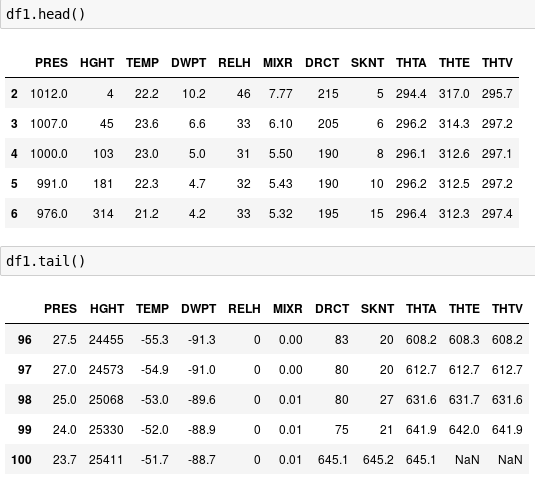 df1.head()
PRES HGHT TEMP DWPT RELH MIXR DRCT SKNT THTA THTE THTV
2 1012.0 4 22.2 10.2 46 7.77 215 5 294.4 317.0 295.7
3 1007.0 45 23.6 6.6 33 6.10 205 6 296.2 314.3 297.2
4 1000.0 103 23.0 5.0 31 5.50 190 8 296.1 312.6 297.1
5 991.0 181 22.3 4.7 32 5.43 190 10 296.2 312.5 297.2
6 976.0 314 21.2 4.2 33 5.32 195 15 296.4 312.3 297.4
df1.tail()
PRES HGHT TEMP DWPT RELH MIXR DRCT SKNT THTA THTE THTV
96 27.5 24455 -55.3 -91.3 0 0.00 83 20 608.2 608.3 608.2
97 27.0 24573 -54.9 -91.0 0 0.00 80 20 612.7 612.7 612.7
98 25.0 25068 -53.0 -89.6 0 0.01 80 27 631.6 631.7 631.6
99 24.0 25330 -52.0 -88.9 0 0.01 75 21 641.9 642.0 641.9
100 23.7 25411 -51.7 -88.7 0 0.01 645.1 645.2 645.1 NaN NaN